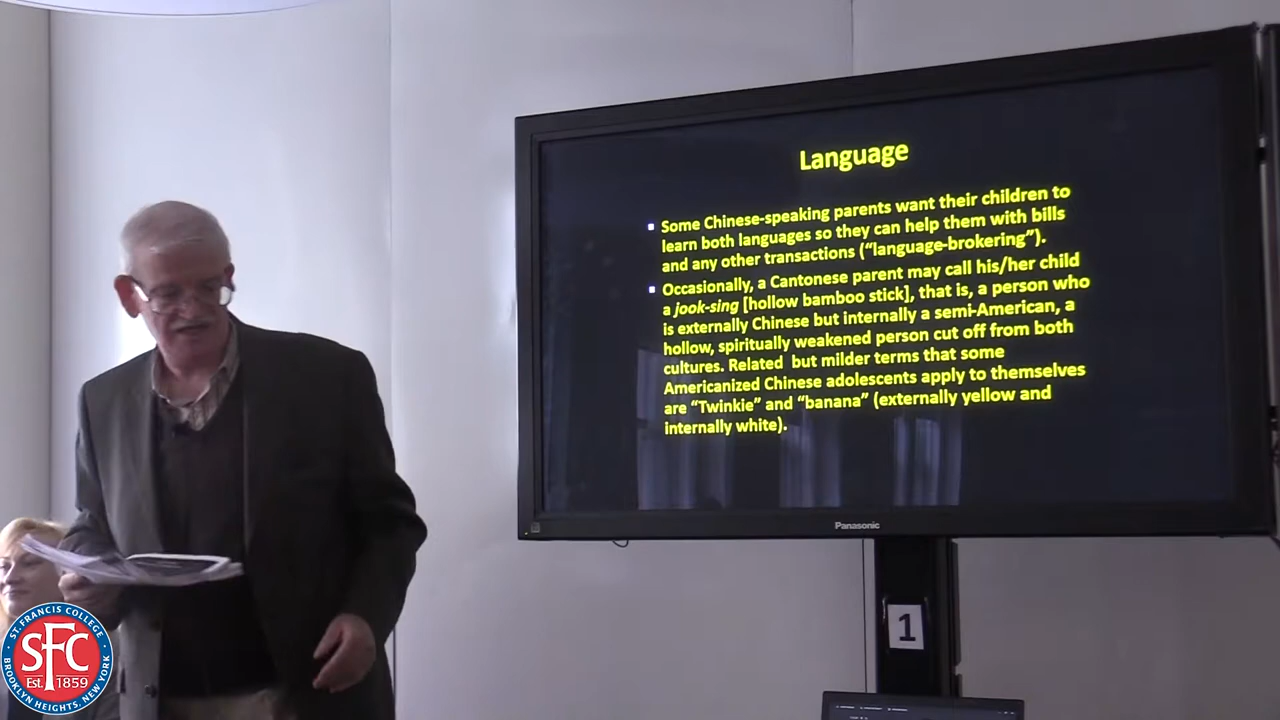 Language
Some Chinese-speaking parents want their children to
learn both languages so they can help them with bills
and any other transactions (“language-brokering”).
Occasionally, a Cantonese parent may call his/her child
a jook-sing [hollow bamboo stick], that is, a person who
is externally Chinese but internally a semi-American, a
hollow, spiritually weakened person cut off from both
cultures. Related but milder terms that some
Americanized Chinese adolescents apply to themselves
are “Twinkie” and “banana” (externally yellow and
internally white).
Panasonic
1
ST. FRANCIS COLLEGE
SFC
EST. 1859
BROOKLYN HEIGHTS, NEW YORK